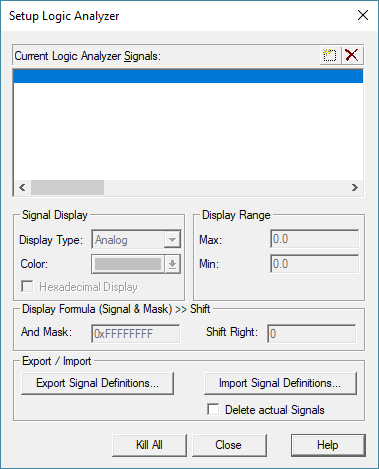 Setup Logic Analyzer
Current Logic Analyzer Signals:
Signal Display
Display Type: Analog
Color:
Hexadecimal Display
Display Range
Max: 0.0
Min: 0.0
Display Formula (Signal & Mask) >> Shift
And Mask: 0xFFFFFFFF Shift Right: 0
Export / Import
Export Signal Definitions... Import Signal Definitions...
Delete actual Signals
Kill All Close Help